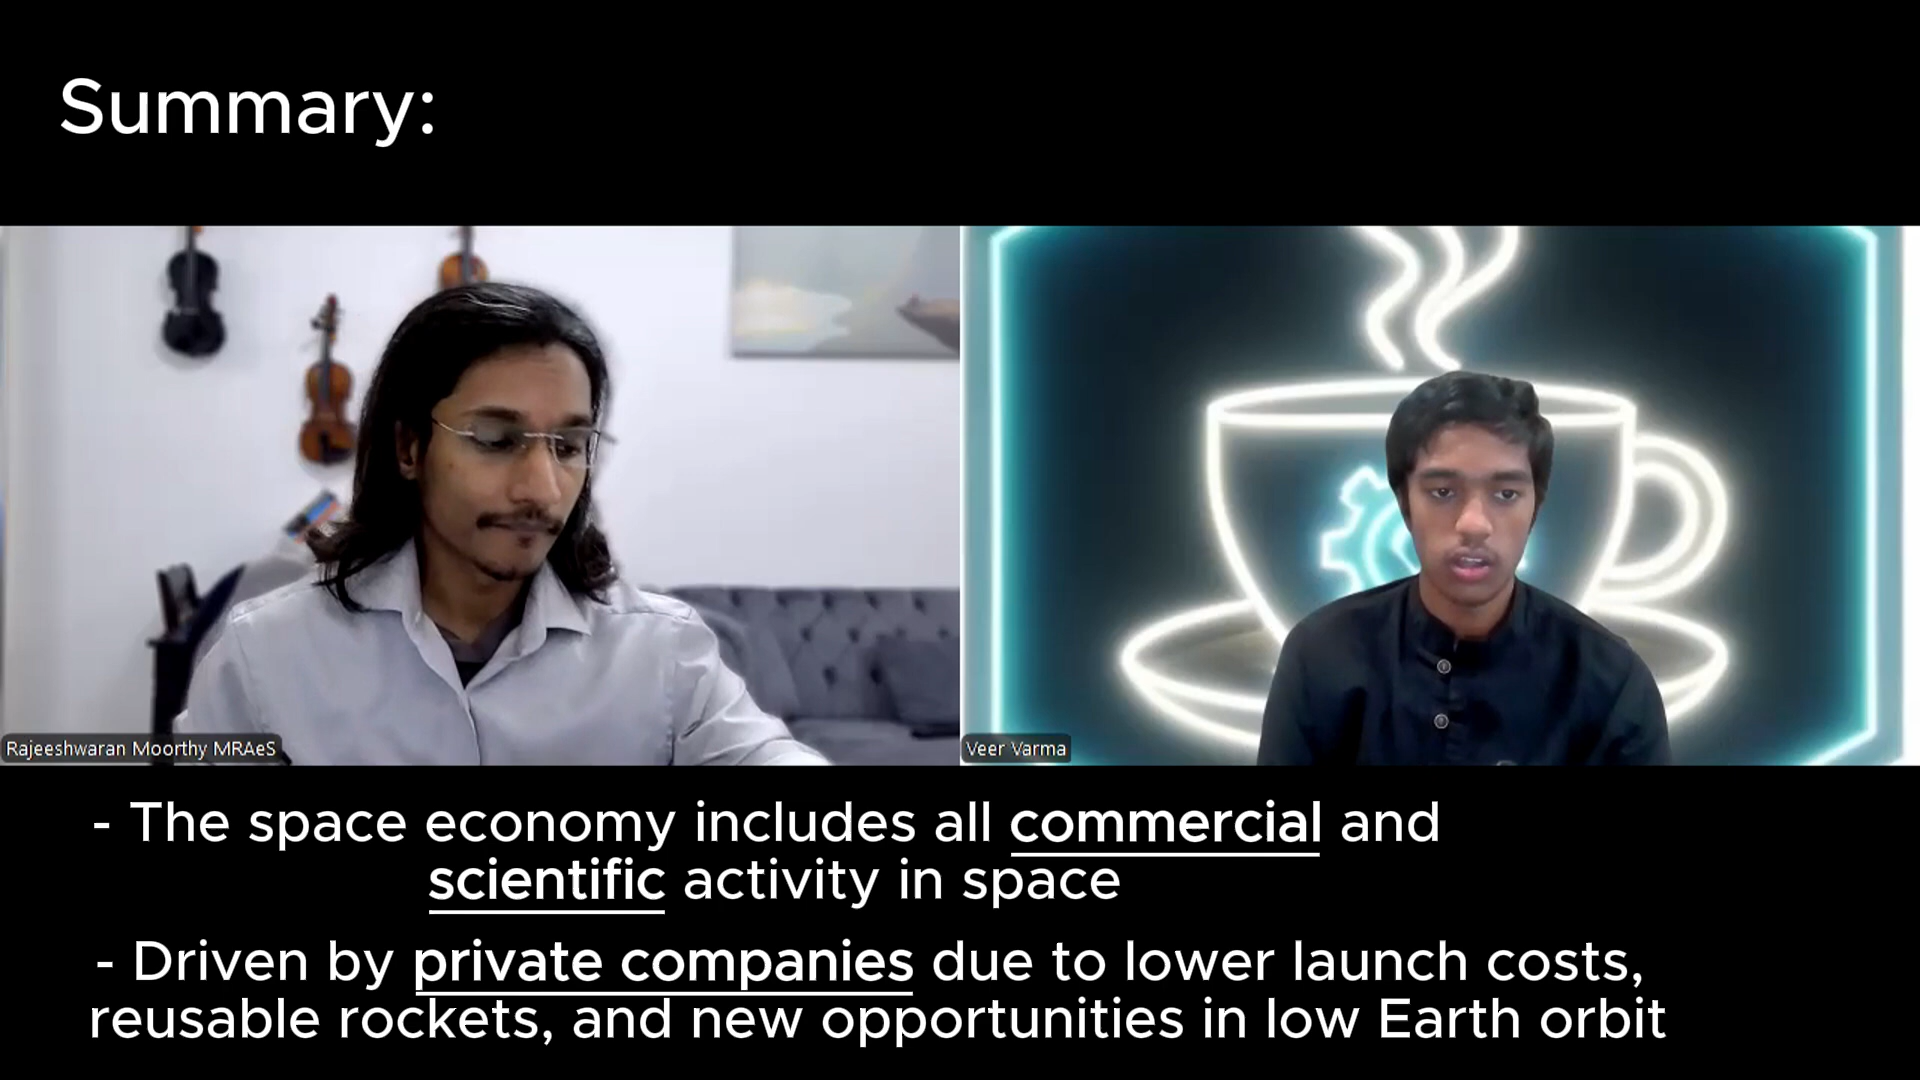 Summary:
Rajeeshwaran Moorthy MRAeS
Veer Varma
- The space economy includes all commercial and
scientific activity in space
- Driven by private companies due to lower launch costs,
reusable rockets, and new opportunities in low Earth orbit